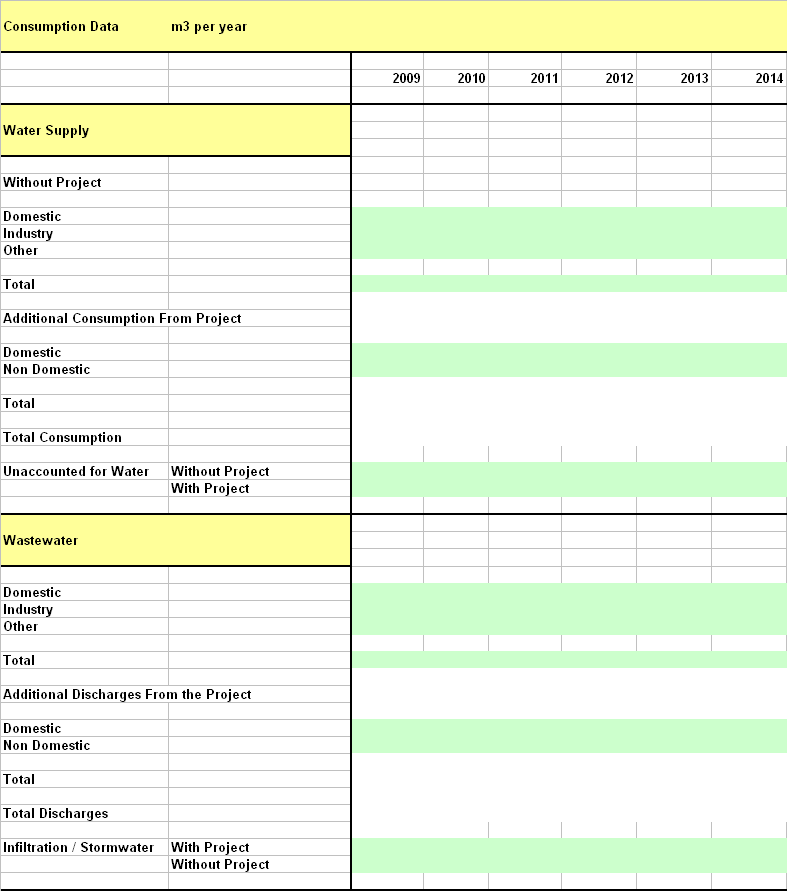 Consumption Data m3 per year
2009 2010 2011 2012 2013 2014
Water Supply
Without Project
Domestic
Industry
Other
Total
Additional Consumption From Project
Domestic
Non Domestic
Total
Total Consumption
Unaccounted for Water Without Project
With Project
Wastewater
Domestic
Industry
Other
Total
Additional Discharges From the Project
Domestic
Non Domestic
Total
Total Discharges
Infiltration / Stormwater With Project
Without Project